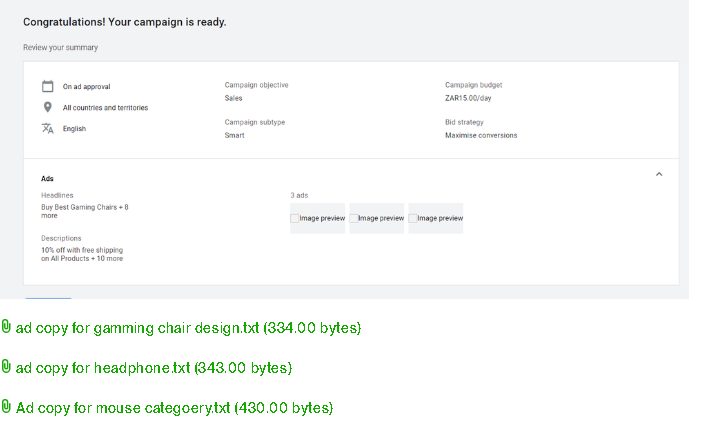 Congratulations! Your campaign is ready.
Review your summary
On ad approval
All countries and territories
English
Campaign objective
Sales
Campaign subtype
Smart
Campaign budget
ZAR15.00/day
Bid strategy
Maximise conversions
Ads
Headlines
Buy Best Gaming Chairs + 8
more
Descriptions
10% off with free shipping
on All Products + 10 more
3 ads
Image preview
Image preview
Image preview
ad copy for gamming chair design.txt (334.00 bytes)
ad copy for headphone.txt (343.00 bytes)
Ad copy for mouse categoery.txt (430.00 bytes)